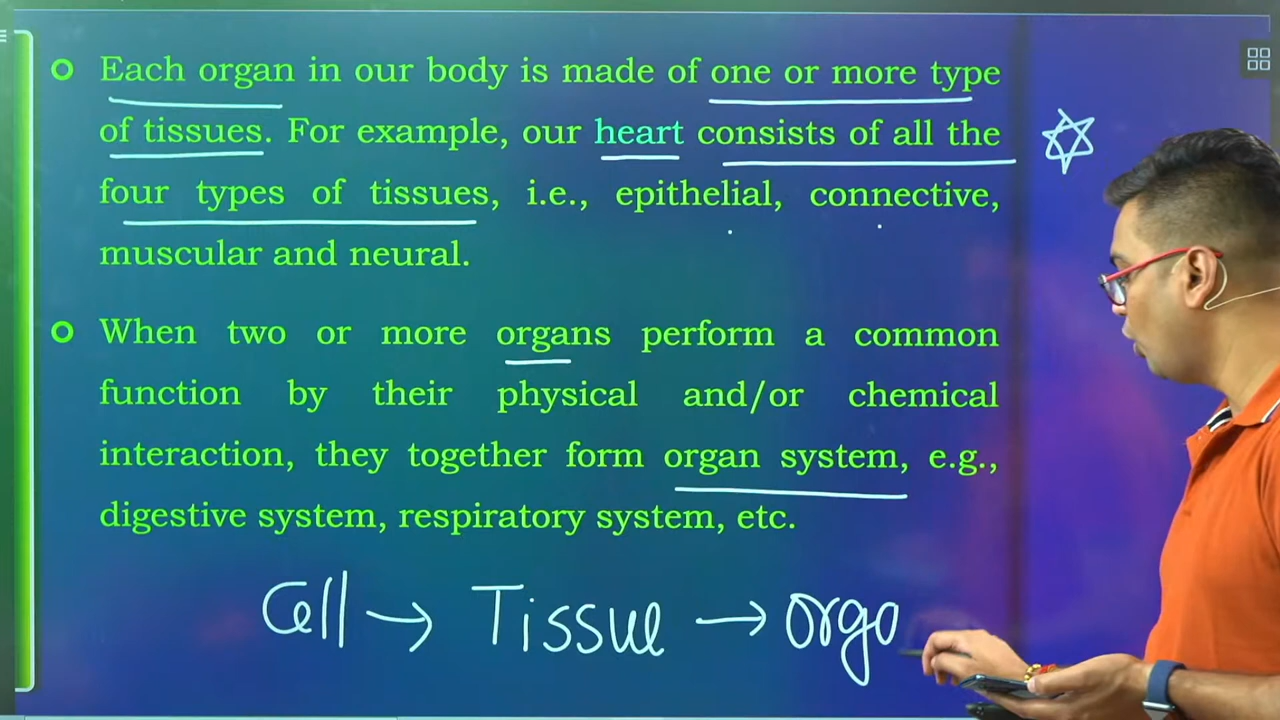 Each organ in our body is made of one or more type
of tissues. For example, our heart consists of all the
four types of tissues, i.e., epithelial, connective,
muscular and neural.
When two or more organs perform a common
function by their physical and/or chemical
interaction, they together form organ system, e.g.,
digestive system, respiratory system, etc.
Cell → Tissue → orga